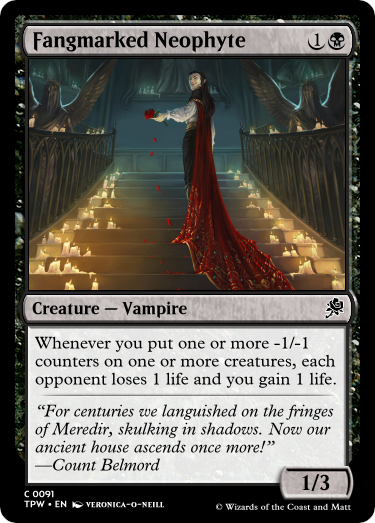 Fangmarked Neophyte 1
Creature — Vampire
Whenever you put one or more -1/-1
counters on one or more creatures, each
opponent loses 1 life and you gain 1 life.
“For centuries we languished on the fringes
of Meredir, skulking in shadows. Now our
ancient house ascends once more!”
—Count Belmord
1/3
C 0091
TPW • EN VERONICA-O-NEILL
© Wizards of the Coast and Matt